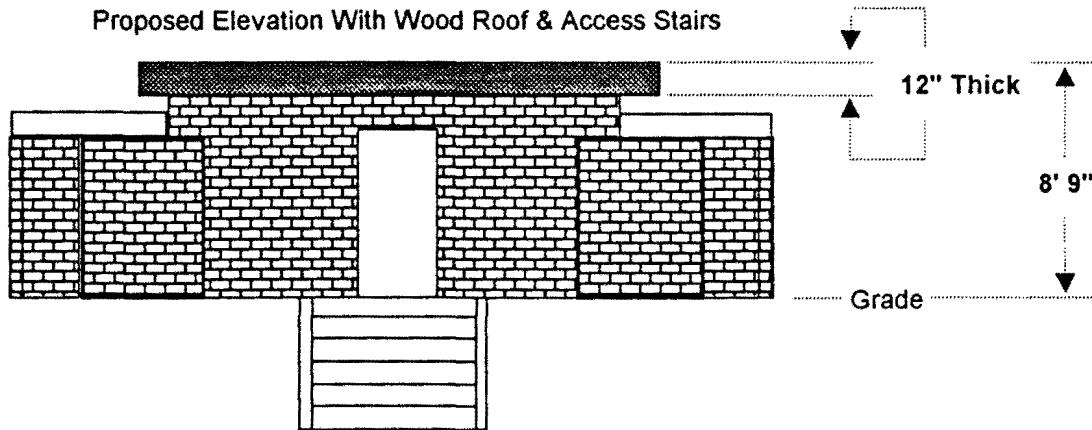 Proposed Elevation With Wood Roof & Access Stairs
12" Thick
8' 9"
Grade